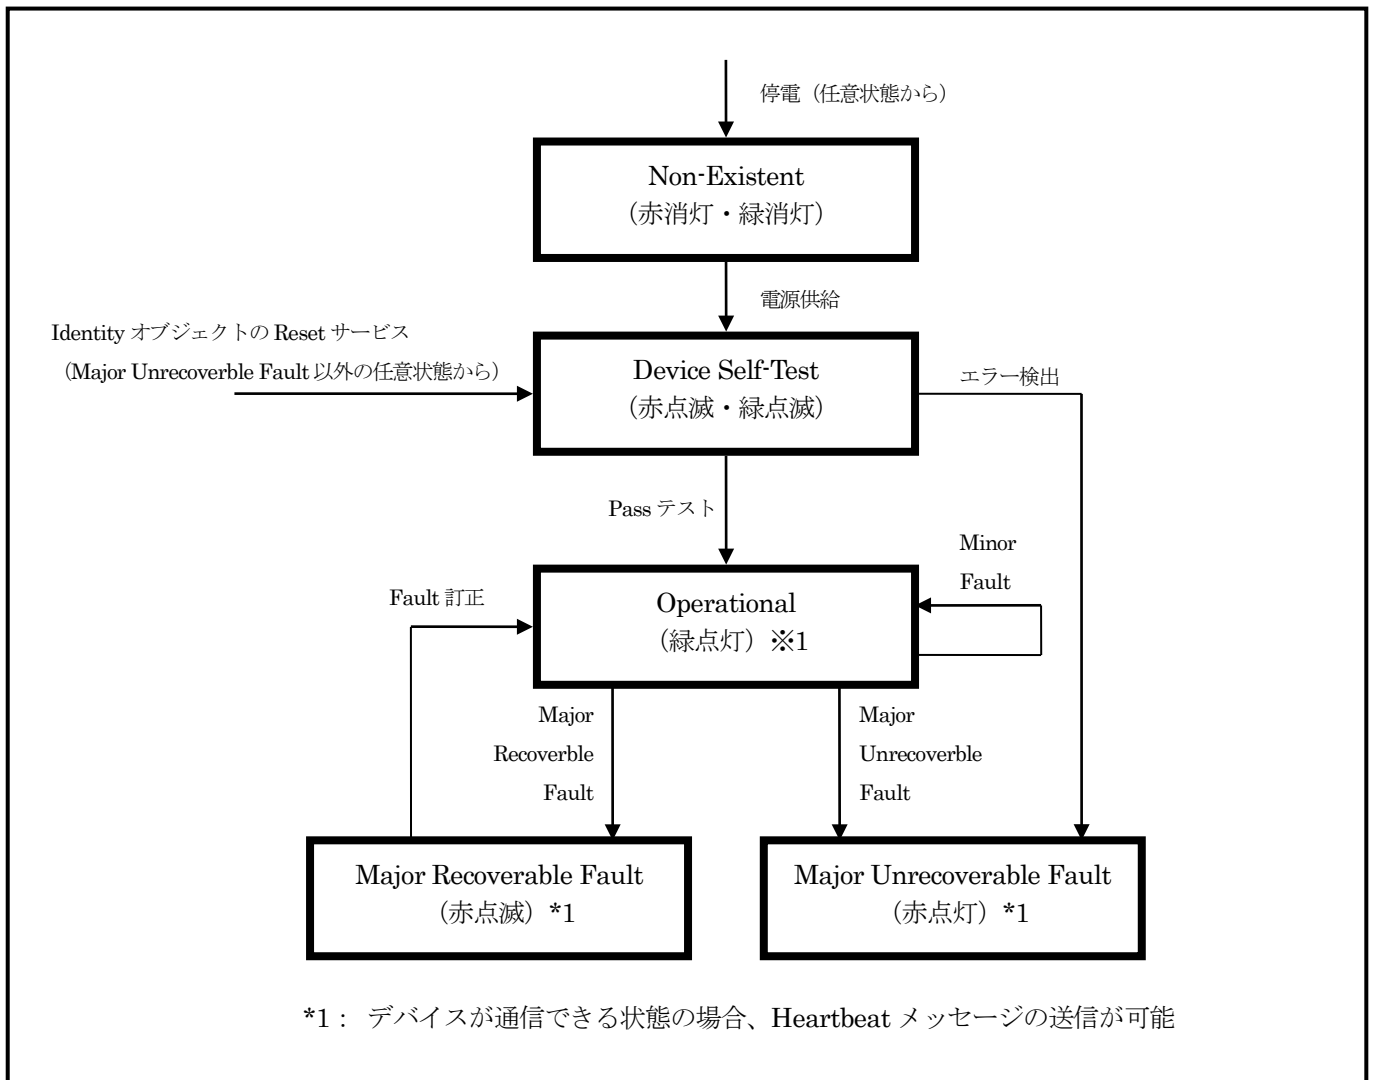 停電（任意状態から）
Non-Existent
（赤消灯・緑消灯）
電源供給
Identity オブジェクトの Reset サービス
（Major Unrecoverble Fault 以外の任意状態から）
Device Self-Test
（赤点滅・緑点滅）
エラー検出
Pass テスト
Minor
Fault
Fault 訂正
Operational
（緑点灯）※1
Major
Recoverble
Fault
Major
Unrecoverble
Fault
Major Recoverable Fault
（赤点滅）*1
Major Unrecoverable Fault
（赤点灯）*1
*1： デバイスが通信できる状態の場合、Heartbeat メッセージの送信が可能